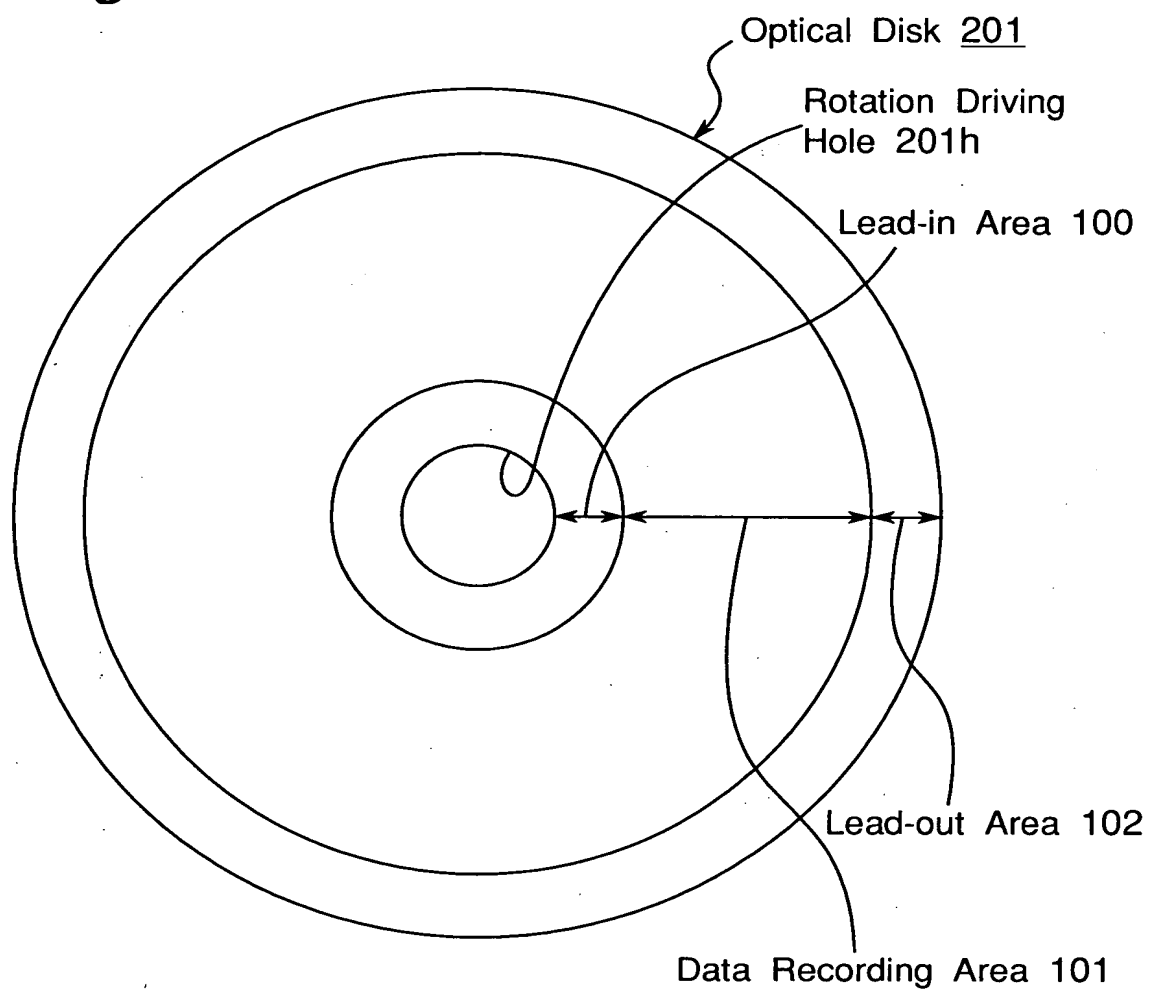 Optical Disk 201
Rotation Driving
Hole 201h
Lead-in Area 100
Lead-out Area 102
Data Recording Area 101